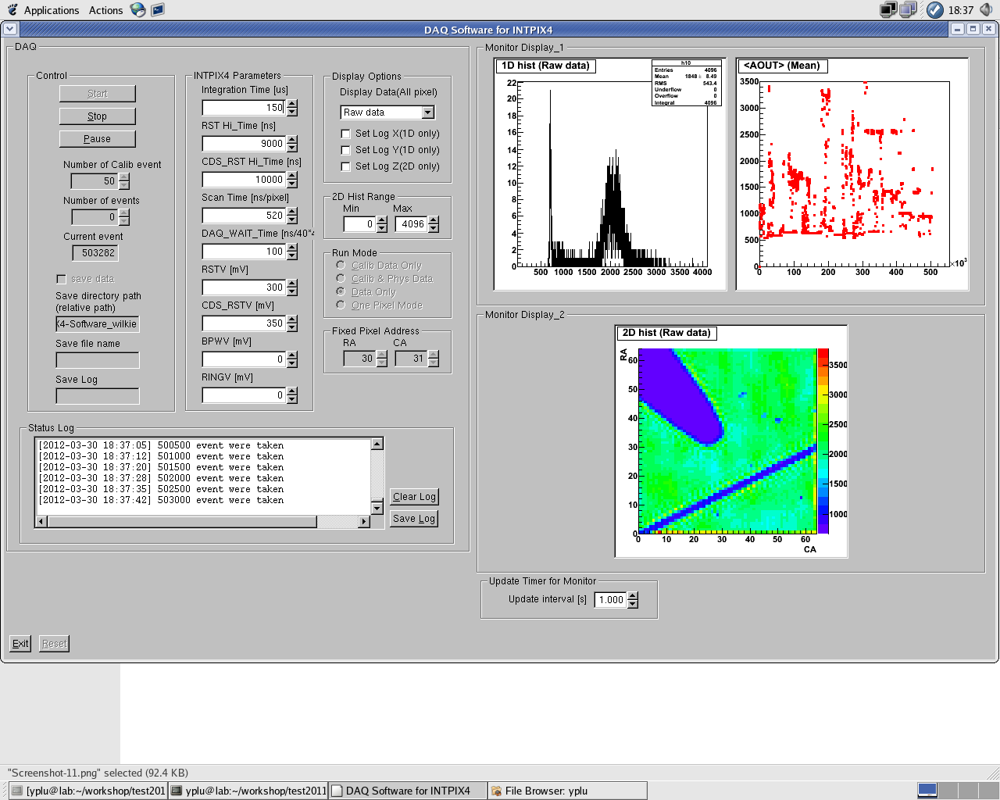 Applications Actions 18:37
DAQ Software for INTPIX4
DAQ
Control
Start
Stop
Pause
Number of Calib event
50
Number of events
0
Current event
503282
save data
Save directory path
(relative path)
X4-Software_wilkie
Save file name
Save Log
INTPIX4 Parameters
Integration Time [us]
150
RST Hi_Time [ns]
9000
CDS_RST Hi_Time [ns]
10000
Scan Time [ns/pixel]
520
DAQ_WAIT_Time [ns/40*4
100
RSTV [mV]
300
CDS_RSTV [mV]
350
BPWV [mV]
0
RINGV [mV]
0
Display Options
Display Data(All pixel)
Raw data
Set Log X(1D only)
Set Log Y(1D only)
Set Log Z(2D only)
2D Hist Range
Min Max
0 4096
Run Mode
Calib Data Only
Calib & Phys Data
Data Only
One Pixel Mode
Fixed Pixel Address
RA CA
30 31
Status Log
[2012-03-30 18:37:05] 500500 event were taken
[2012-03-30 18:37:12] 501000 event were taken
[2012-03-30 18:37:20] 501500 event were taken
[2012-03-30 18:37:28] 502000 event were taken
[2012-03-30 18:37:35] 502500 event were taken
[2012-03-30 18:37:42] 503000 event were taken
Clear Log
Save Log
Exit Reset
Monitor Display_1
1D hist (Raw data)
h10
Entries 4096
Mean 1848 ± 8.49
RMS 543.4
Underflow 0
Overflow 0
Integral 4096
22
20
18
16
14
12
10
8
6
4
2
0
500 1000 1500 2000 2500 3000 3500 4000
<AOUT> (Mean)
3500
3000
2500
2000
1500
1000
500
0
0 100 200 300 400 500
×10³
Monitor Display_2
2D hist (Raw data)
RA
60
50
40
30
20
10
0
0 10 20 30 40 50 60
CA
3500
3000
2500
2000
1500
1000
Update Timer for Monitor
Update interval [s] 1.000
"Screenshot-11.png" selected (92.4 KB)
[yplu@lab:~/workshop/test201 yplu@lab:~/workshop/test2011 DAQ Software for INTPIX4 File Browser: yplu